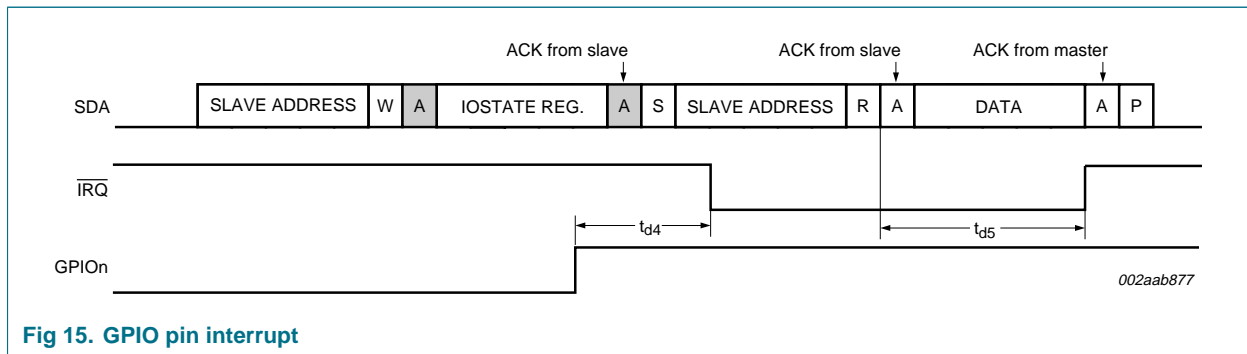 ACK from slave ACK from slave ACK from master
SDA SLAVE ADDRESS W A IOSTATE REG. A S SLAVE ADDRESS R A DATA A P
IRQ
td4 td5
GPIOn
002aab877
Fig 15. GPIO pin interrupt